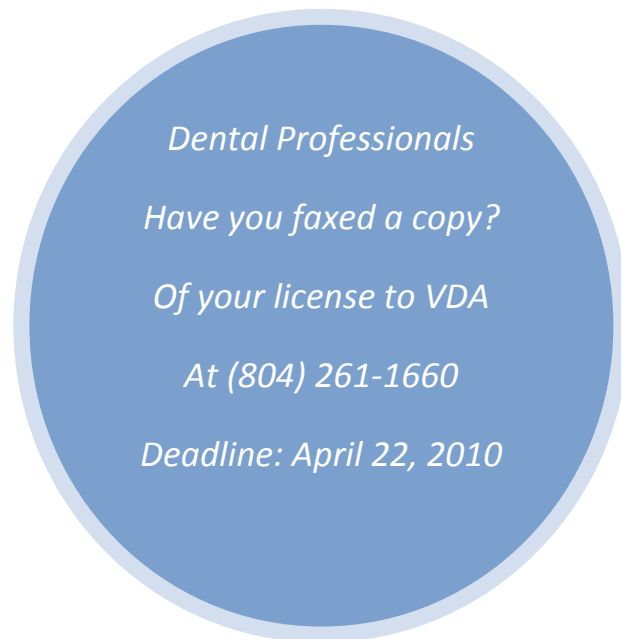 Dental Professionals
Have you faxed a copy?
Of your license to VDA
At (804) 261-1660
Deadline: April 22, 2010